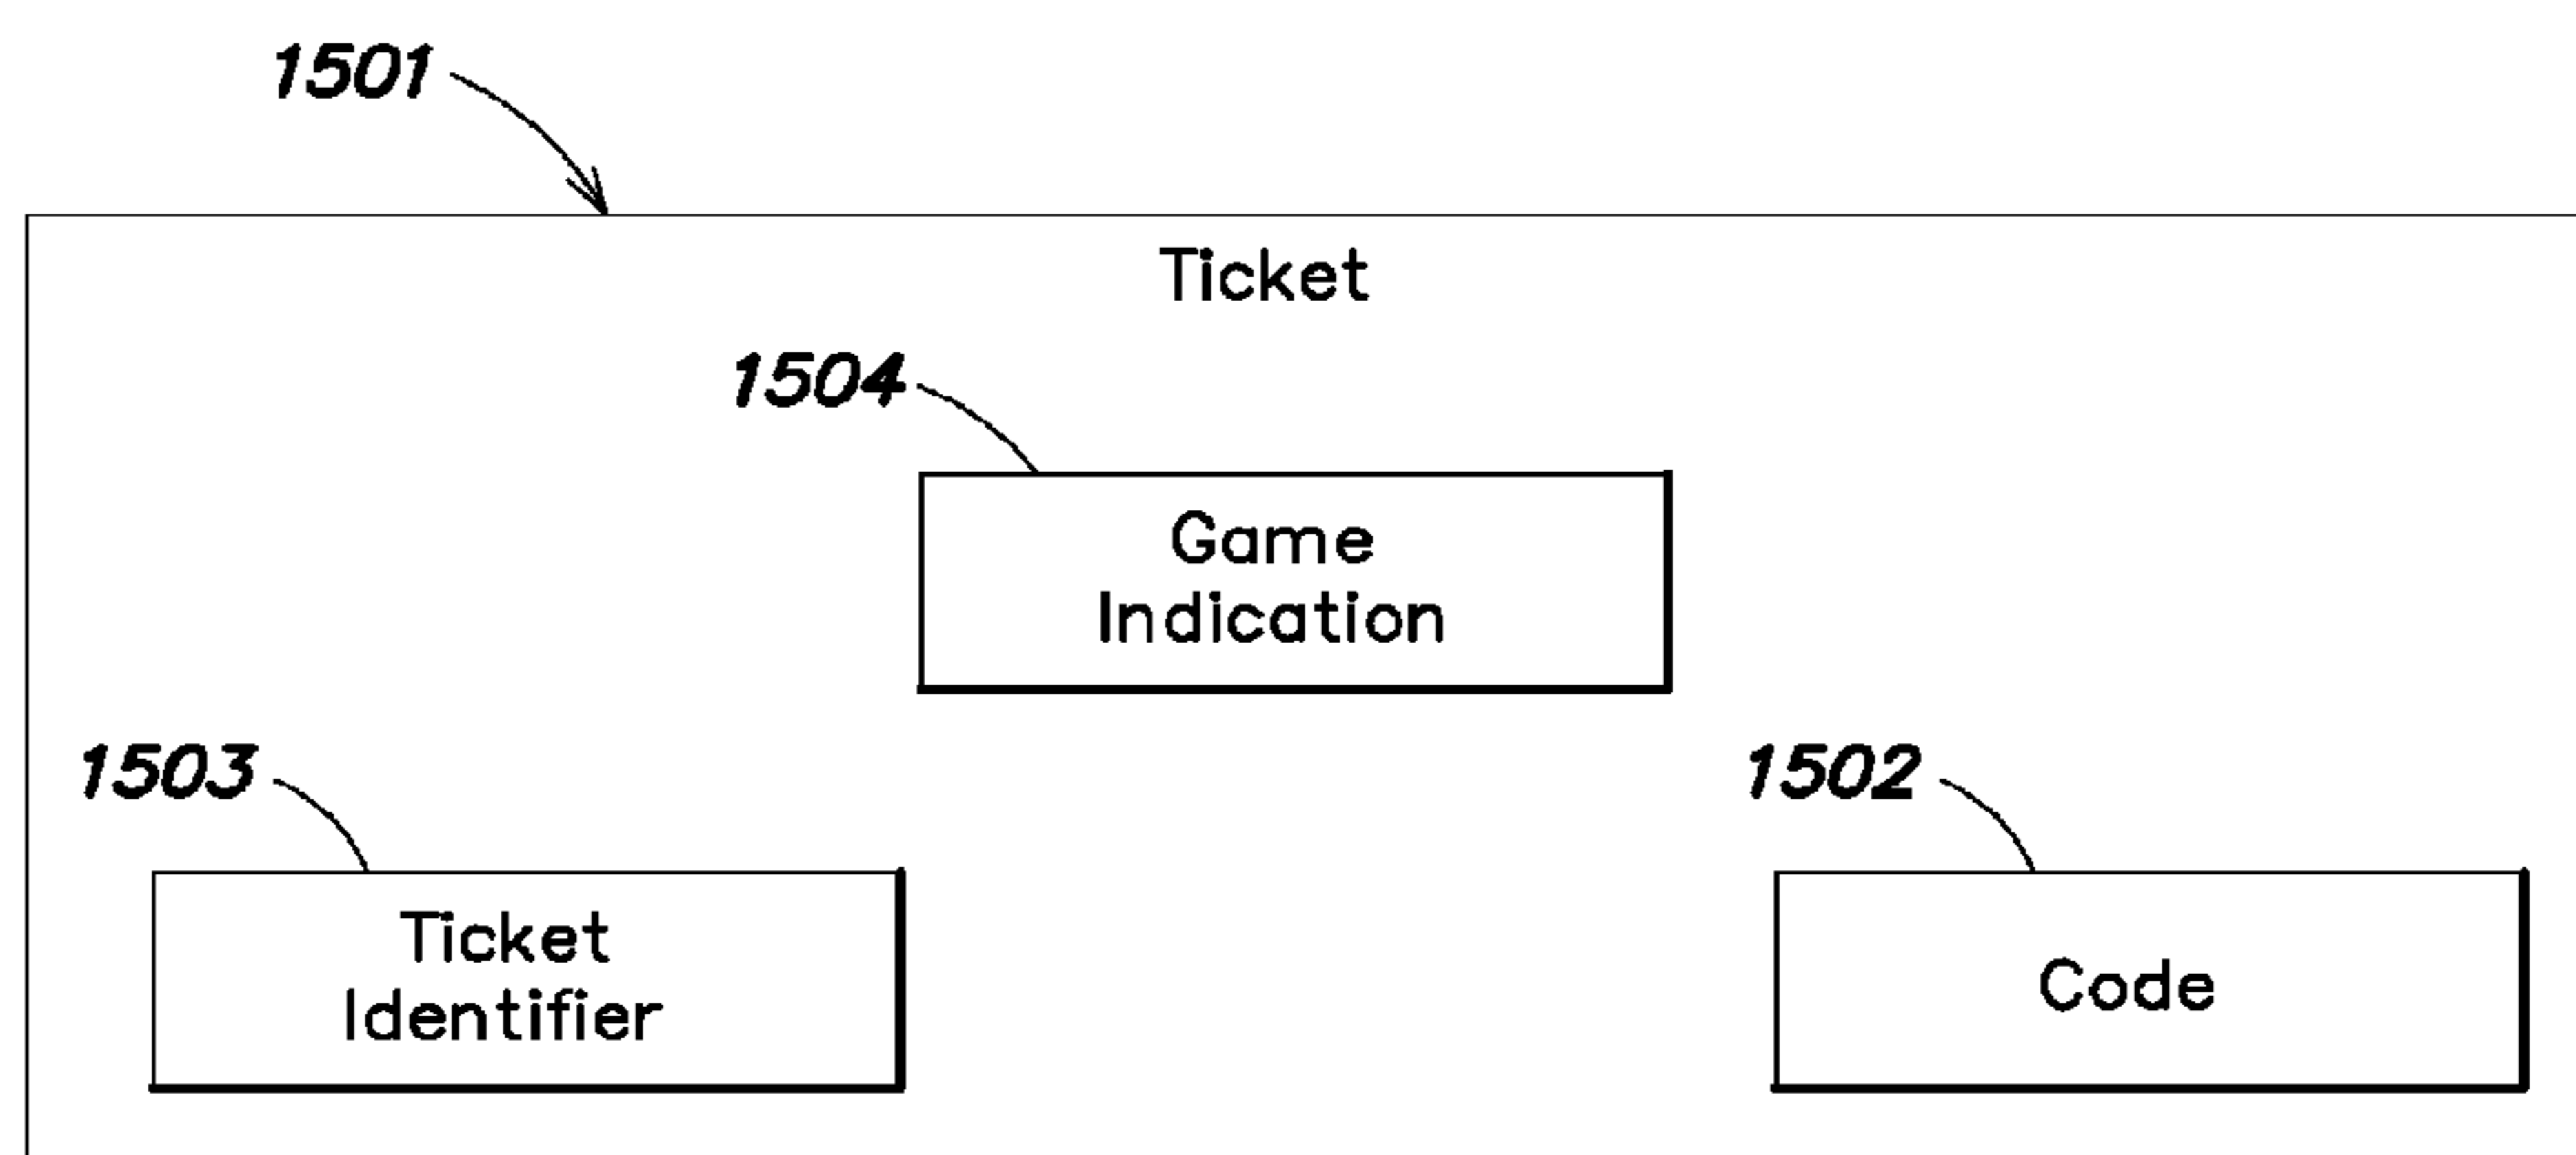 1501
Ticket
1504
Game
Indication
1503
1502
Ticket
Identifier
Code